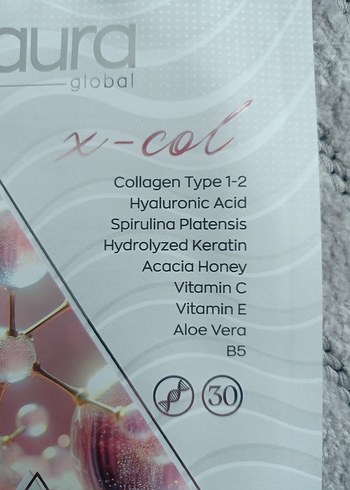 aura
global
x-col
Collagen Type 1-2
Hyaluronic Acid
Spirulina Platensis
Hydrolyzed Keratin
Acacia Honey
Vitamin C
Vitamin E
Aloe Vera
B5
30